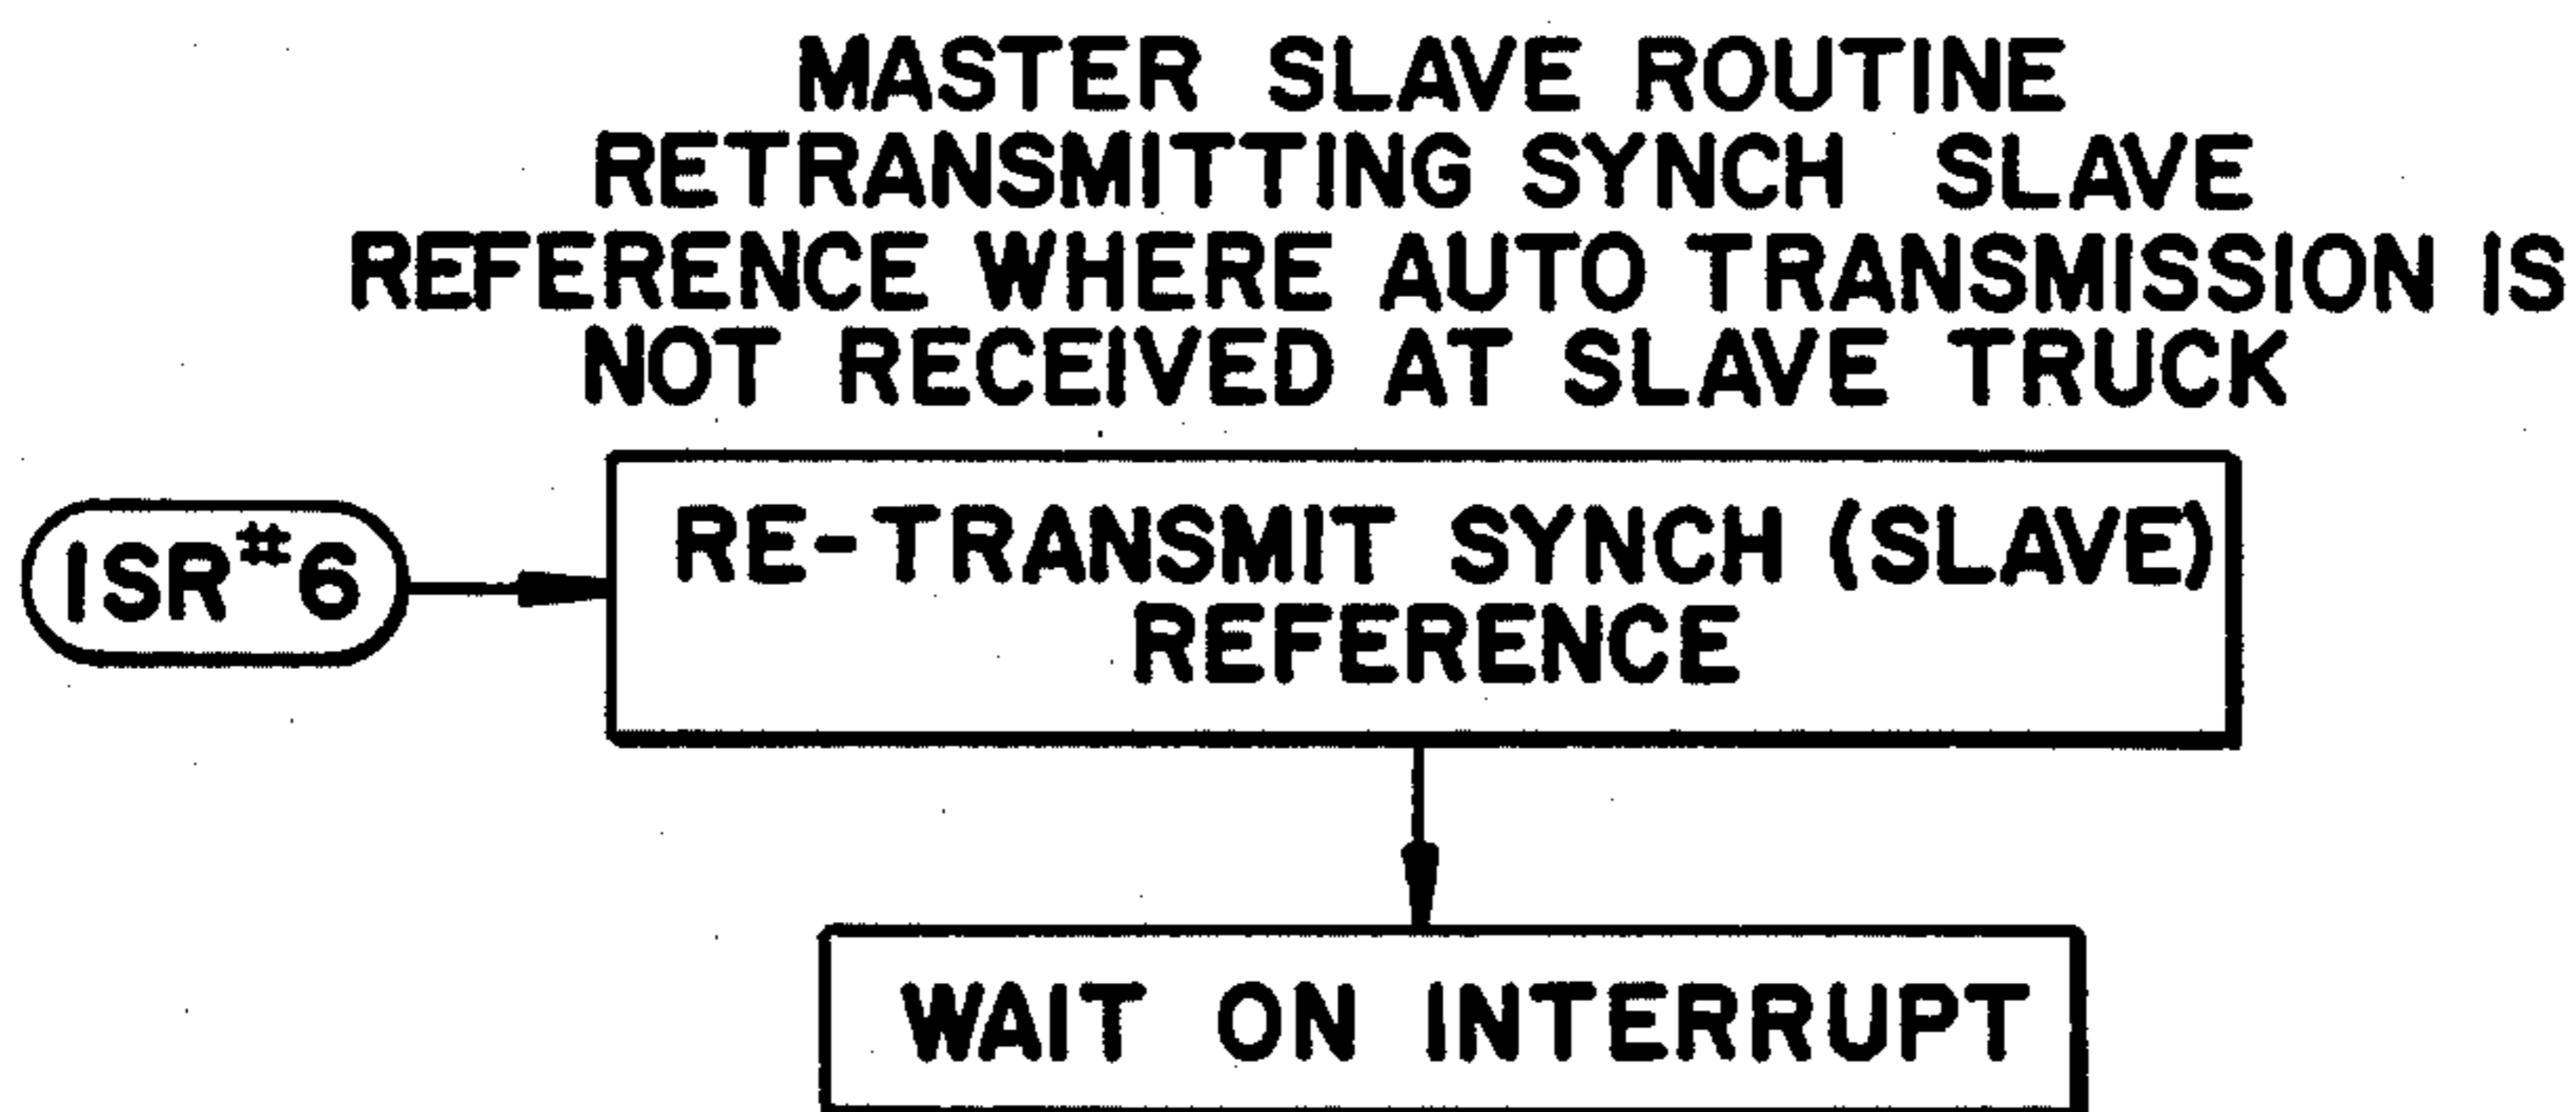 MASTER SLAVE ROUTINE
RETRANSMITTING SYNCH SLAVE
REFERENCE WHERE AUTO TRANSMISSION IS
NOT RECEIVED AT SLAVE TRUCK
ISR#6
RE-TRANSMIT SYNCH (SLAVE)
REFERENCE
WAIT ON INTERRUPT